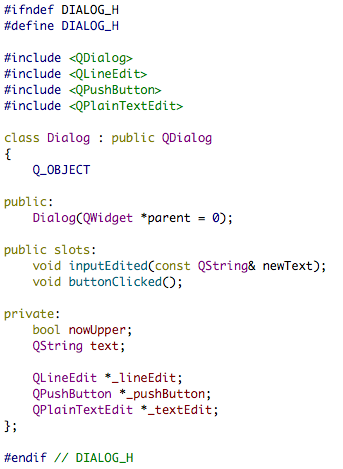 #ifndef DIALOG_H
#define DIALOG_H

#include <QDialog>
#include <QLineEdit>
#include <QPushButton>
#include <QPlainTextEdit>

class Dialog : public QDialog
{
    Q_OBJECT

public:
    Dialog(QWidget *parent = 0);

public slots:
    void inputEdited(const QString& newText);
    void buttonClicked();

private:
    bool nowUpper;
    QString text;

    QLineEdit *_lineEdit;
    QPushButton *_pushButton;
    QPlainTextEdit *_textEdit;
};

#endif // DIALOG_H